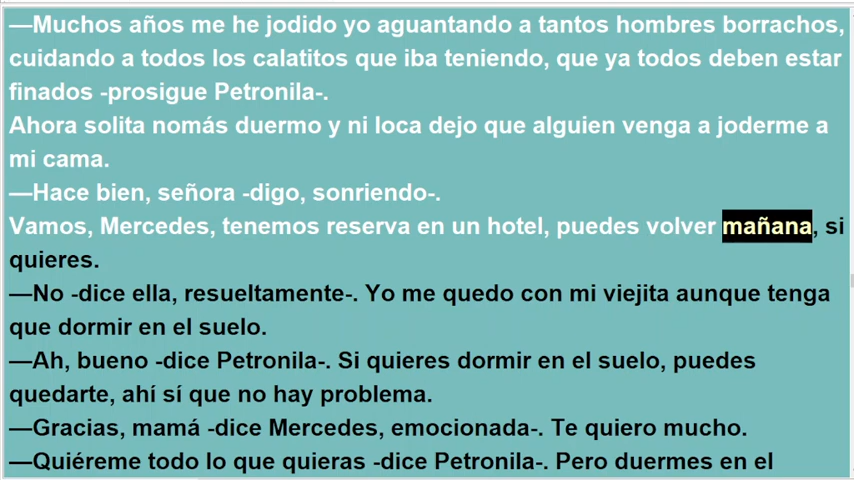 —Muchos años me he jodido yo aguantando a tantos hombres borrachos,
cuidando a todos los calatitos que iba teniendo, que ya todos deben estar
finados -prosigue Petronila-.
Ahora solita nomás duermo y ni loca dejo que alguien venga a joderme a
mi cama.
—Hace bien, señora -digo, sonriendo-.
Vamos, Mercedes, tenemos reserva en un hotel, puedes volver mañana, si
quieres.
—No -dice ella, resueltamente-. Yo me quedo con mi viejita aunque tenga
que dormir en el suelo.
—Ah, bueno -dice Petronila-. Si quieres dormir en el suelo, puedes
quedarte, ahí sí que no hay problema.
—Gracias, mamá -dice Mercedes, emocionada-. Te quiero mucho.
—Quiéreme todo lo que quieras -dice Petronila-. Pero duermes en el